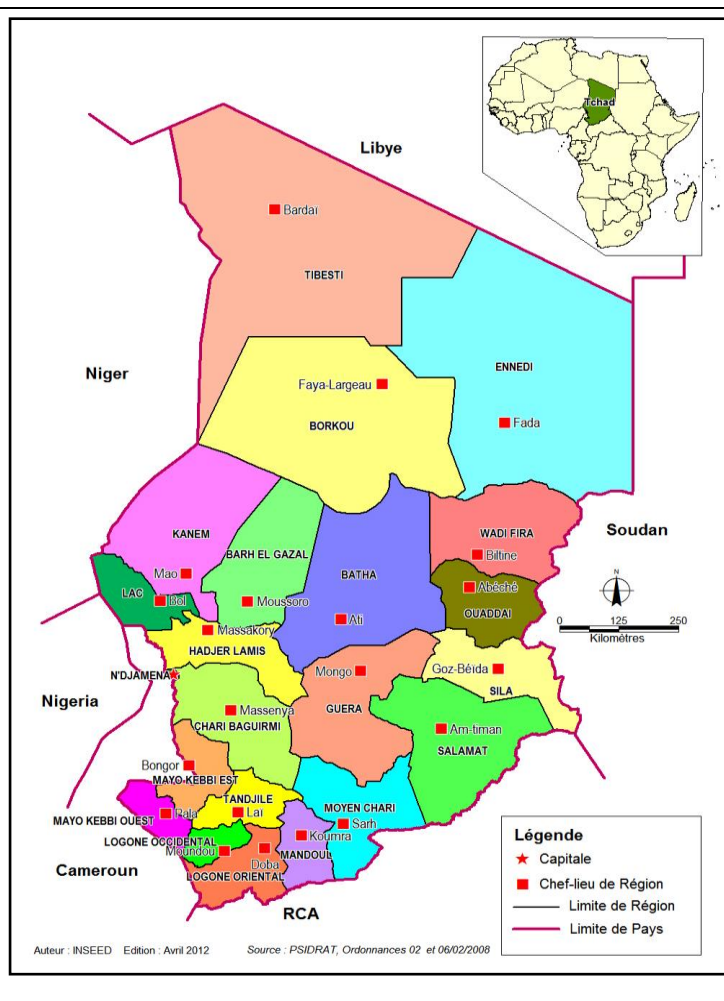 Tchad
Libye
Bardaï
TIBESTI
Niger
ENNEDI
Faya-Largeau
Fada
BORKOU
KANEM
WADI FIRA
Soudan
BARH EL GAZAL
Biltine
BATHA
Mao
Abéché
N
LAC
Bol
Moussoro
OUADDAI
Ati
0 125 250
Kilomètres
Massakory
HADJER LAMIS
Mongo
Goz-Béïda
N'DJAMENA
SILA
Nigeria
Massenya
GUERA
CHARI BAGUIRMI
Am-timan
SALAMAT
Bongor
MAYO KEBBI EST
TANDJILE
MOYEN CHARI
Pala
Laï
MAYO KEBBI OUEST
Sarh
Koumra
LOGONE OCCIDENTAL
Moundou
Doba
MANDOUL
Cameroun
LOGONE ORIENTAL
RCA
Légende
Capitale
Chef-lieu de Région
Limite de Région
Limite de Pays
Auteur : INSEED Edition : Avril 2012 Source : PSIDRAT, Ordonnances 02 et 06/02/2008